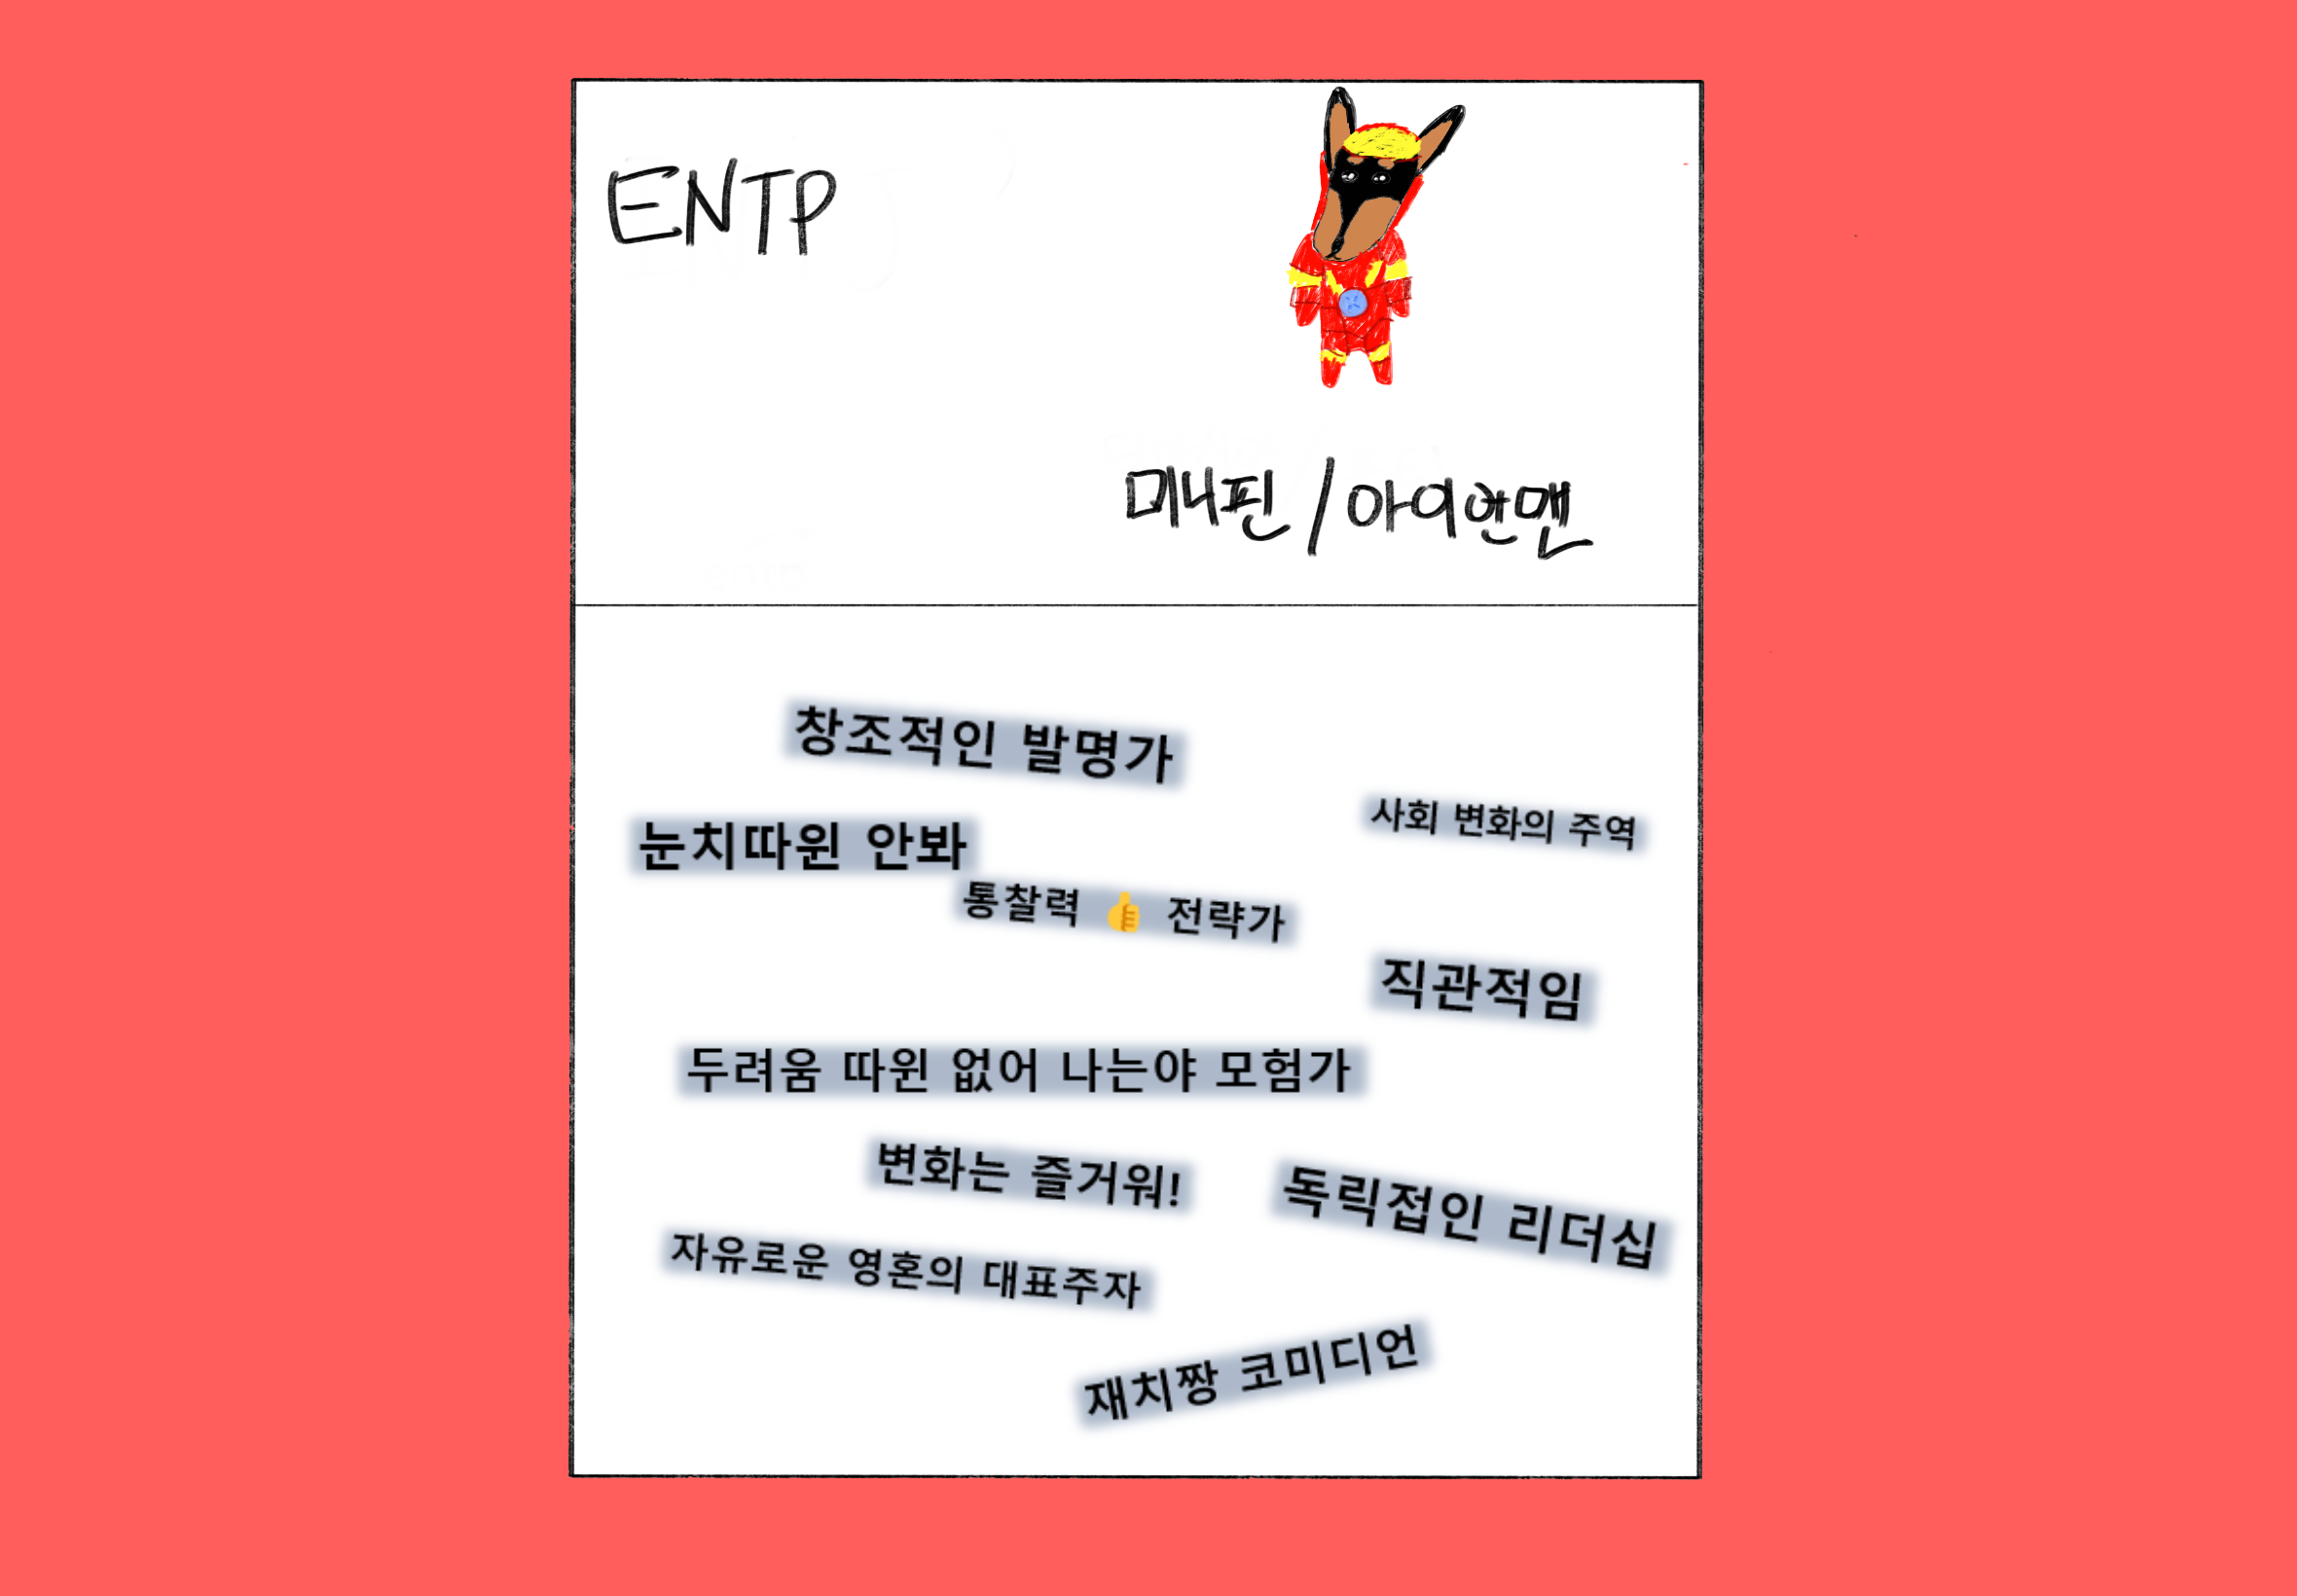 ENTP
미니핀 / 아이언맨
창조적인 발명가
사회 변화의 주역
눈치따윈 안봐
통찰력 👍 전략가
직관적임
두려움 따윈 없어 나는야 모험가
변화는 즐거워!
독릭접인 리더십
자유로운 영혼의 대표주자
재치짱 코미디언